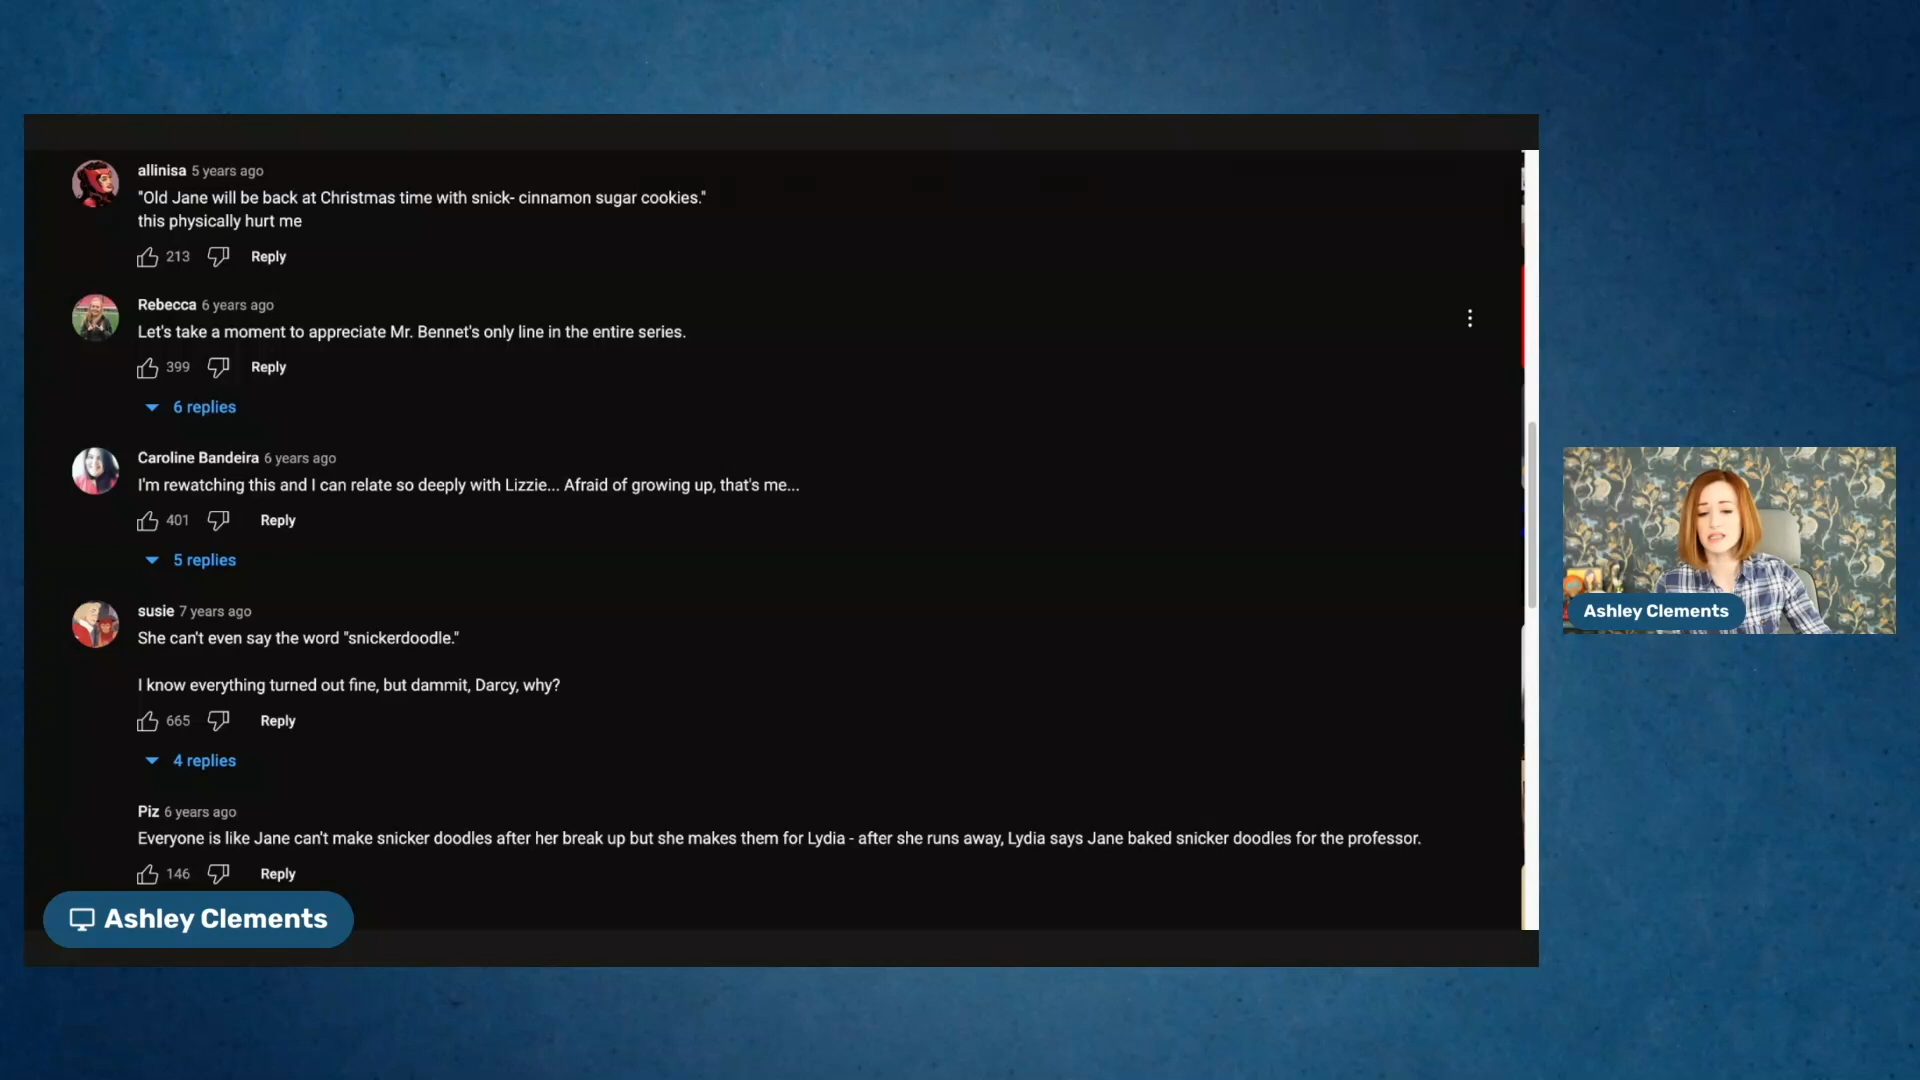 allinisa 5 years ago
"Old Jane will be back at Christmas time with snick- cinnamon sugar cookies."
this physically hurt me
213 Reply
Rebecca 6 years ago
Let's take a moment to appreciate Mr. Bennet's only line in the entire series.
399 Reply
6 replies
Caroline Bandeira 6 years ago
I'm rewatching this and I can relate so deeply with Lizzie... Afraid of growing up, that's me...
401 Reply
5 replies
susie 7 years ago
She can't even say the word "snickerdoodle."
I know everything turned out fine, but dammit, Darcy, why?
665 Reply
4 replies
Piz 6 years ago
Everyone is like Jane can't make snicker doodles after her break up but she makes them for Lydia - after she runs away, Lydia says Jane baked snicker doodles for the professor.
146 Reply
Ashley Clements
Ashley Clements